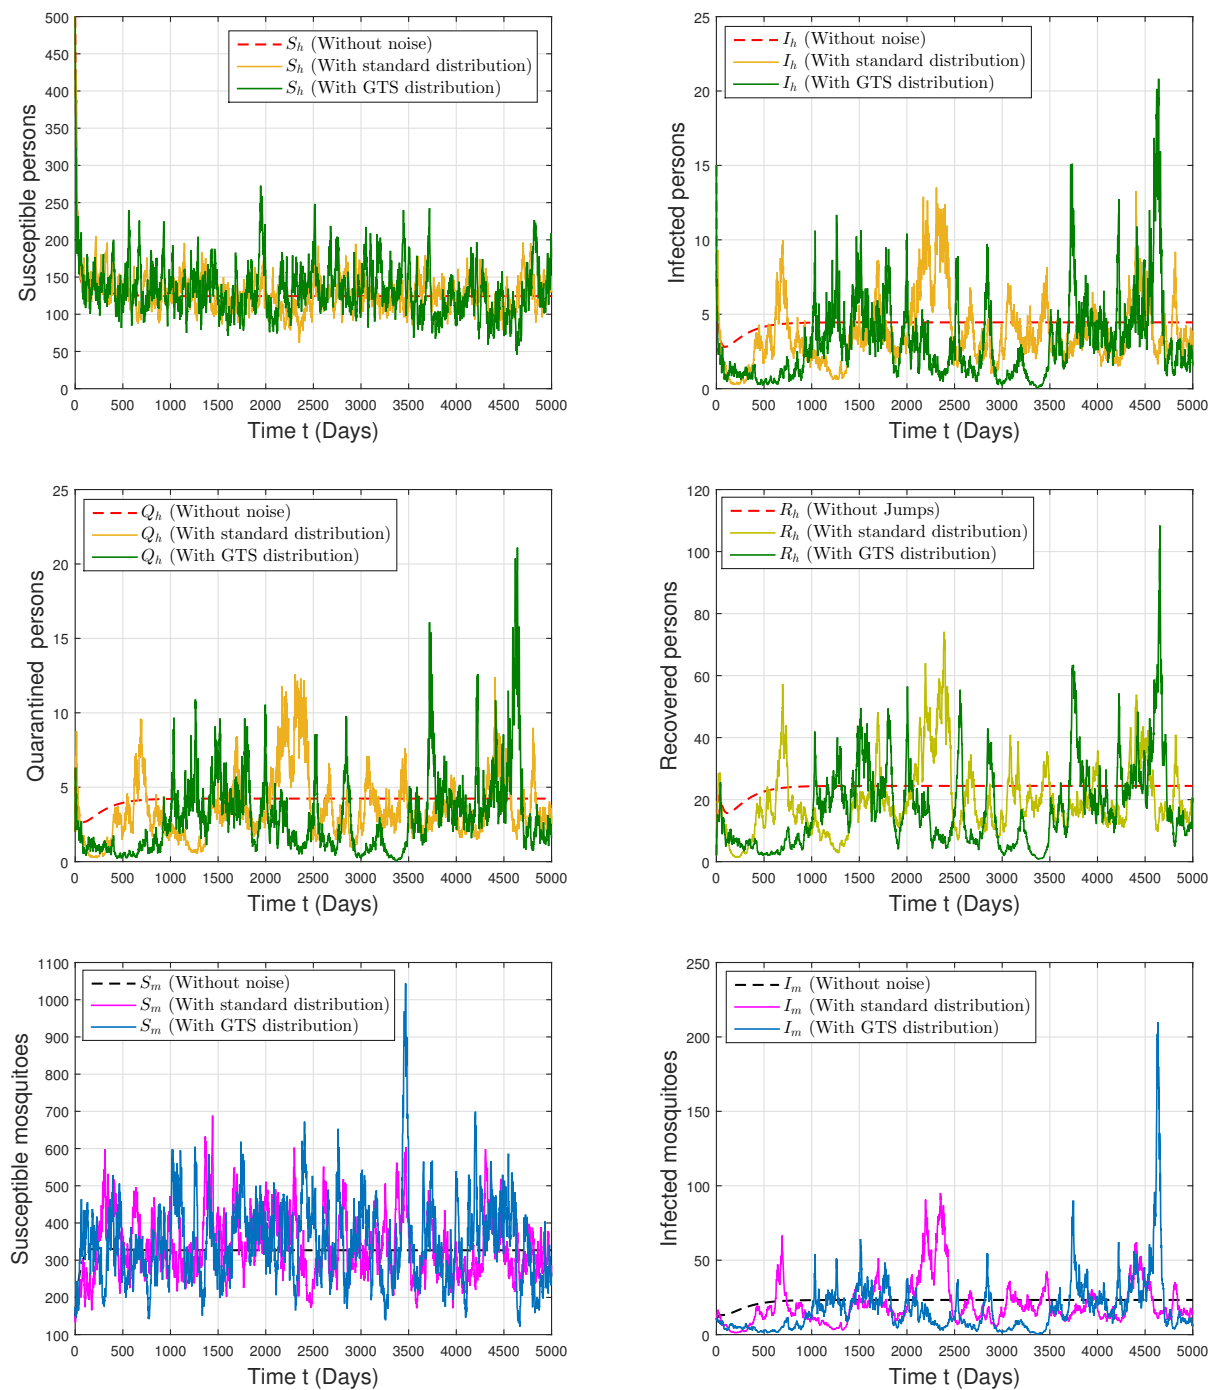 500
450
400
350
300
250
200
150
100
50
0
Susceptible persons
S_h (Without noise)
S_h (With standard distribution)
S_h (With GTS distribution)
0 500 1000 1500 2000 2500 3000 3500 4000 4500 5000
Time t (Days)
25
20
15
10
5
0
Infected persons
I_h (Without noise)
I_h (With standard distribution)
I_h (With GTS distribution)
0 500 1000 1500 2000 2500 3000 3500 4000 4500 5000
Time t (Days)
25
20
15
10
5
0
Quarantined persons
Q_h (Without noise)
Q_h (With standard distribution)
Q_h (With GTS distribution)
0 500 1000 1500 2000 2500 3000 3500 4000 4500 5000
Time t (Days)
120
100
80
60
40
20
0
Recovered persons
R_h (Without Jumps)
R_h (With standard distribution)
R_h (With GTS distribution)
0 500 1000 1500 2000 2500 3000 3500 4000 4500 5000
Time t (Days)
1100
1000
900
800
700
600
500
400
300
200
100
Susceptible mosquitoes
S_m (Without noise)
S_m (With standard distribution)
S_m (With GTS distribution)
0 500 1000 1500 2000 2500 3000 3500 4000 4500 5000
Time t (Days)
250
200
150
100
50
0
Infected mosquitoes
I_m (Without noise)
I_m (With standard distribution)
I_m (With GTS distribution)
0 500 1000 1500 2000 2500 3000 3500 4000 4500 5000
Time t (Days)